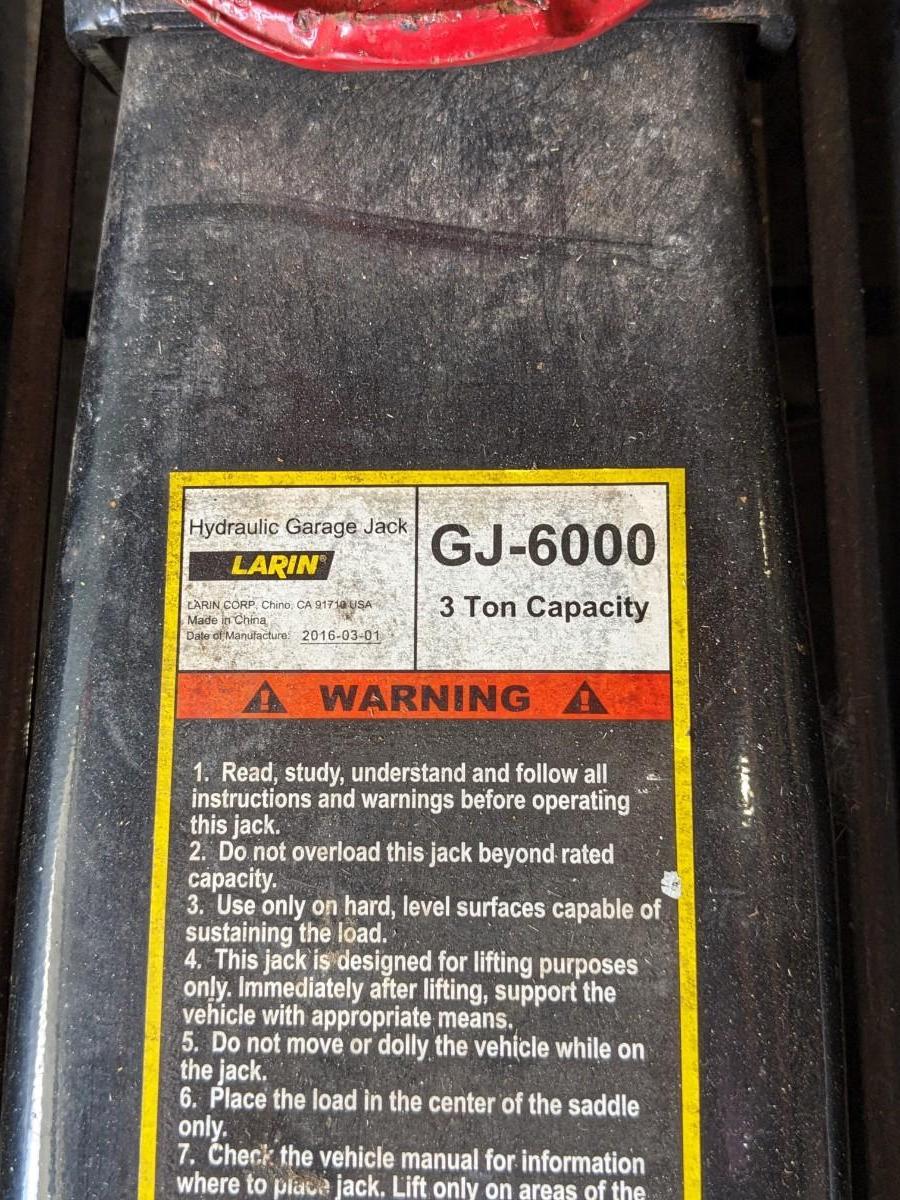 Hydraulic Garage Jack
LARIN®
LARIN CORP. Chino, CA 91710 USA
Made in China
Date of Manufacture: 2016-03-01
GJ-6000
3 Ton Capacity
WARNING
1. Read, study, understand and follow all
instructions and warnings before operating
this jack.
2. Do not overload this jack beyond rated
capacity.
3. Use only on hard, level surfaces capable of
sustaining the load.
4. This jack is designed for lifting purposes
only. Immediately after lifting, support the
vehicle with appropriate means.
5. Do not move or dolly the vehicle while on
the jack.
6. Place the load in the center of the saddle
only.
7. Check the vehicle manual for information
where to place jack. Lift only on areas of the